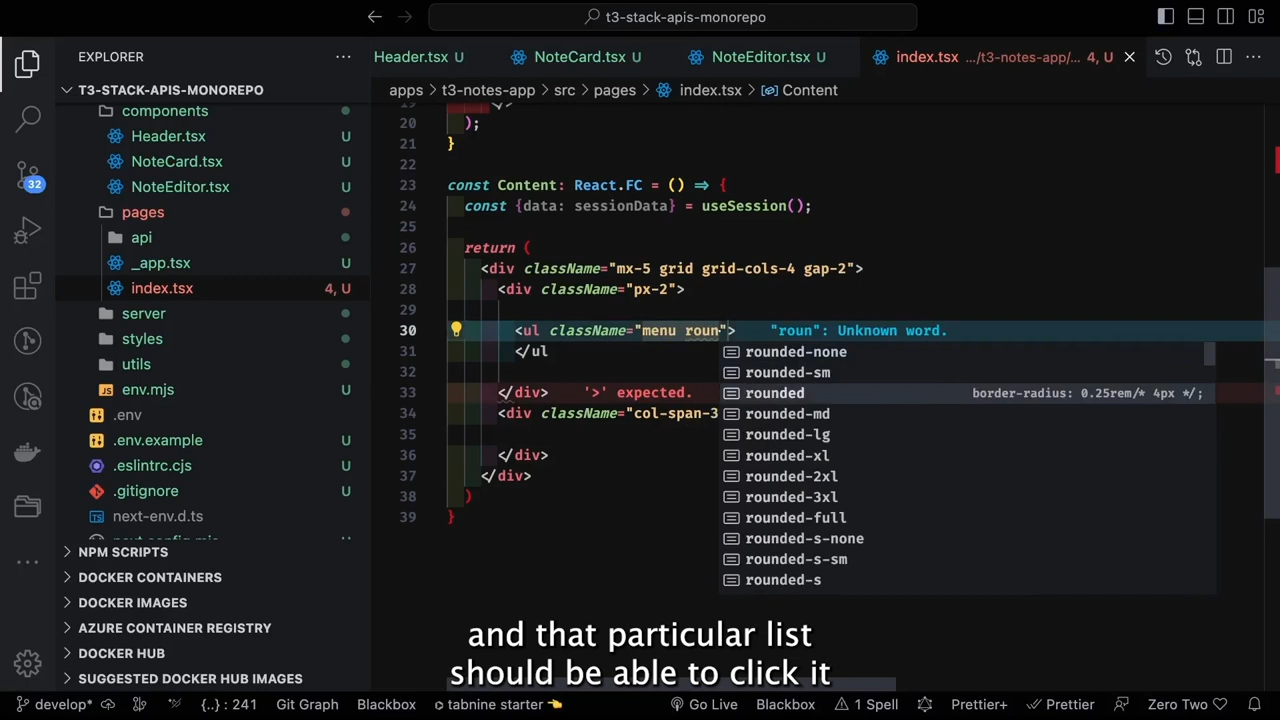 t3-stack-apis-monorepo
EXPLORER
Header.tsx U
NoteCard.tsx U
NoteEditor.tsx U
index.tsx .../t3-notes-app/... 4, U
T3-STACK-APIS-MONOREPO
apps > t3-notes-app > src > pages > index.tsx > Content
components
Header.tsx U
NoteCard.tsx U
NoteEditor.tsx U
pages
api
_app.tsx U
index.tsx 4, U
server
styles
utils
env.mjs U
.env
.env.example U
.eslintrc.cjs U
.gitignore U
next-env.d.ts
32
NPM SCRIPTS
DOCKER CONTAINERS
DOCKER IMAGES
AZURE CONTAINER REGISTRY
DOCKER HUB
SUGGESTED DOCKER HUB IMAGES
20 );
21 }
22
23 const Content: React.FC = () ⇒ {
24 const {data: sessionData} = useSession();
25
26 return (
27 <div className="mx-5 grid grid-cols-4 gap-2">
28 <div className="px-2">
29
30 <ul className="menu roun"> "roun": Unknown word.
31 </ul
33 </div> '>' expected.
34 <div className="col-span-3
35
36 </div>
37 </div>
38 )
39 }
rounded-none
rounded-sm
rounded border-radius: 0.25rem/* 4px */;
rounded-md
rounded-lg
rounded-xl
rounded-2xl
rounded-3xl
rounded-full
rounded-s-none
rounded-s-sm
rounded-s
and that particular list
should be able to click it
develop* {..} : 241 Git Graph Blackbox tabnine starter Go Live Blackbox 1 Spell Prettier+ Prettier Zero Two